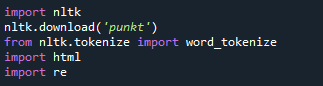 import nltk
nltk.download('punkt')
from nltk.tokenize import word_tokenize
import html
import re